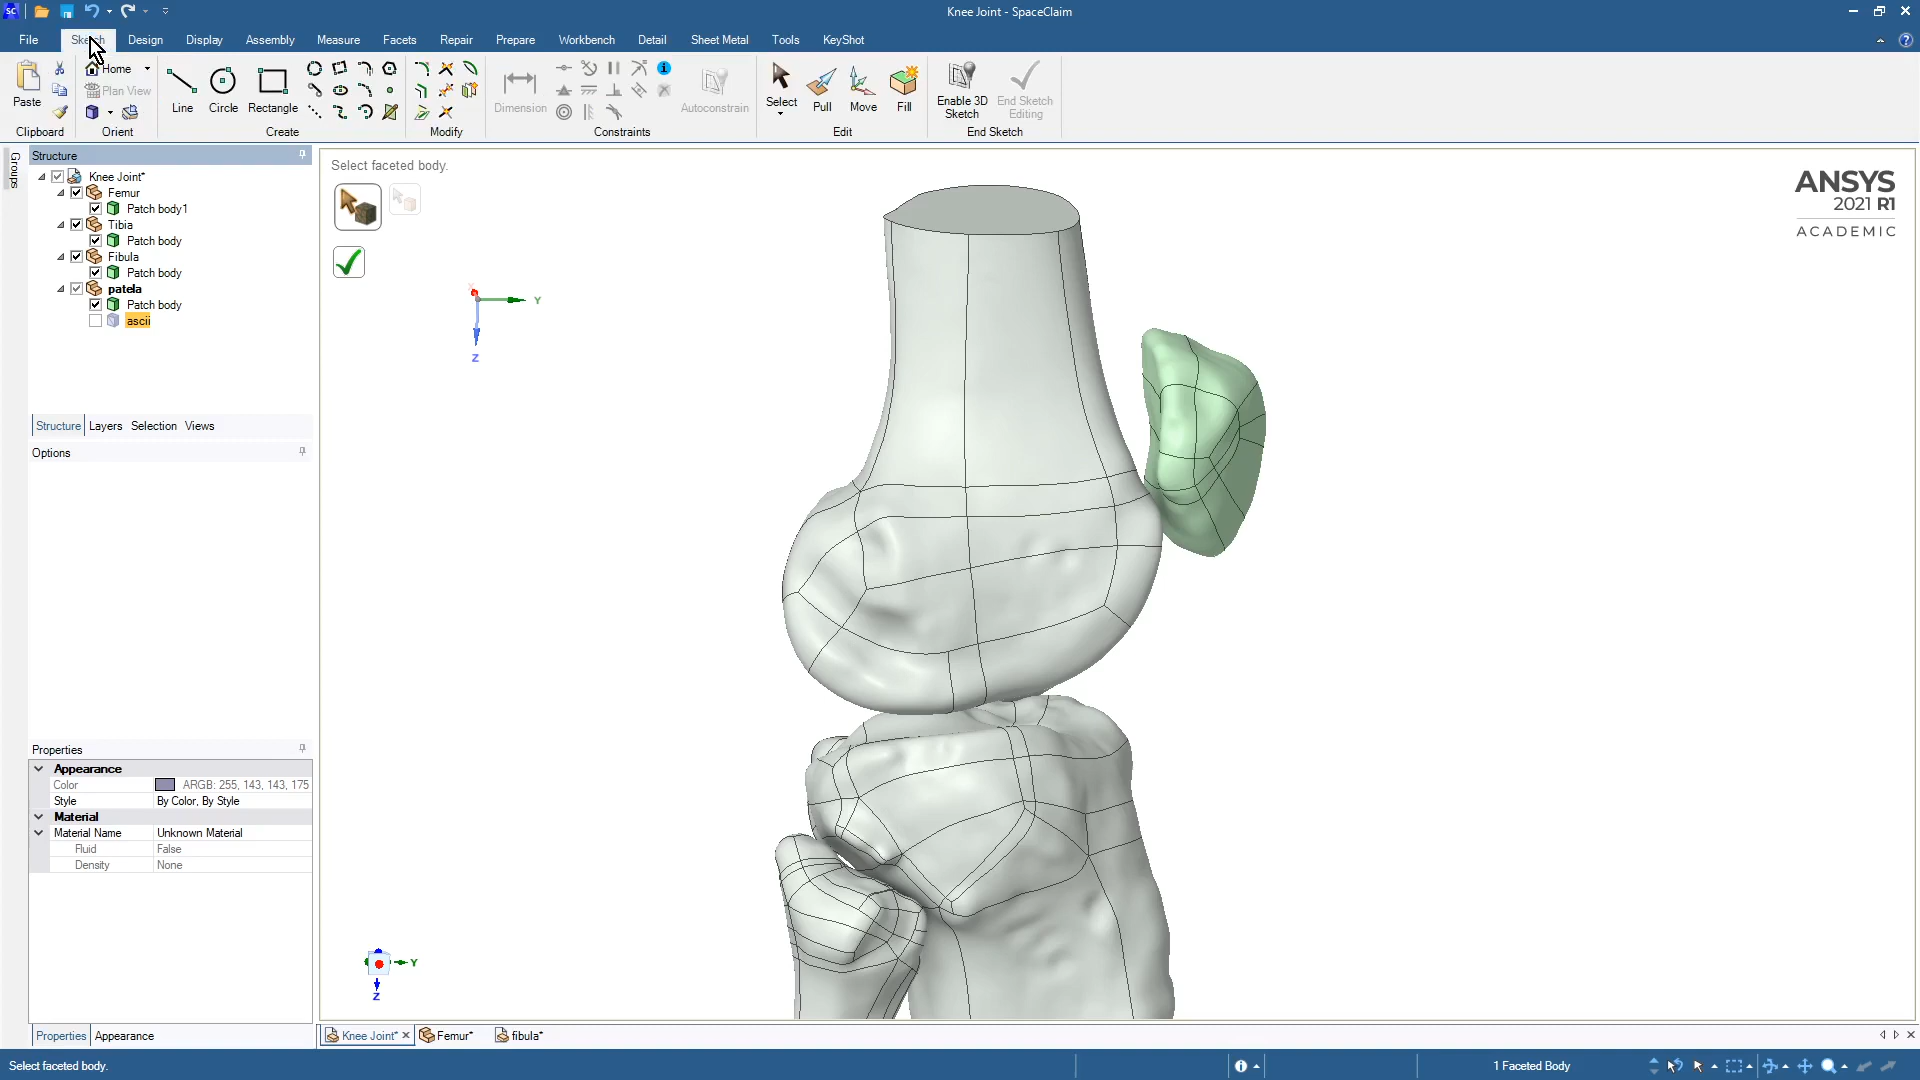 SC
Knee Joint - SpaceClaim
File Sketch Design Display Assembly Measure Facets Repair Prepare Workbench Detail Sheet Metal Tools KeyShot
Home
Plan View
Paste
Line Circle Rectangle
Dimension
Autoconstrain
Select Pull Move Fill
Enable 3D Sketch
End Sketch Editing
Clipboard Orient Create Modify Constraints Edit End Sketch
Groups
Structure
Knee Joint*
Femur
Patch body1
Tibia
Patch body
Fibula
Patch body
patela
Patch body
ascii
Structure Layers Selection Views
Options
Properties
Appearance
Color ARGB: 255, 143, 143, 175
Style By Color, By Style
Material
Material Name Unknown Material
Fluid False
Density None
Properties Appearance
Select faceted body.
X
Y
Z
ANSYS
2021 R1
ACADEMIC
Y
Z
Knee Joint* Femur* fibula*
Select faceted body.
1 Faceted Body